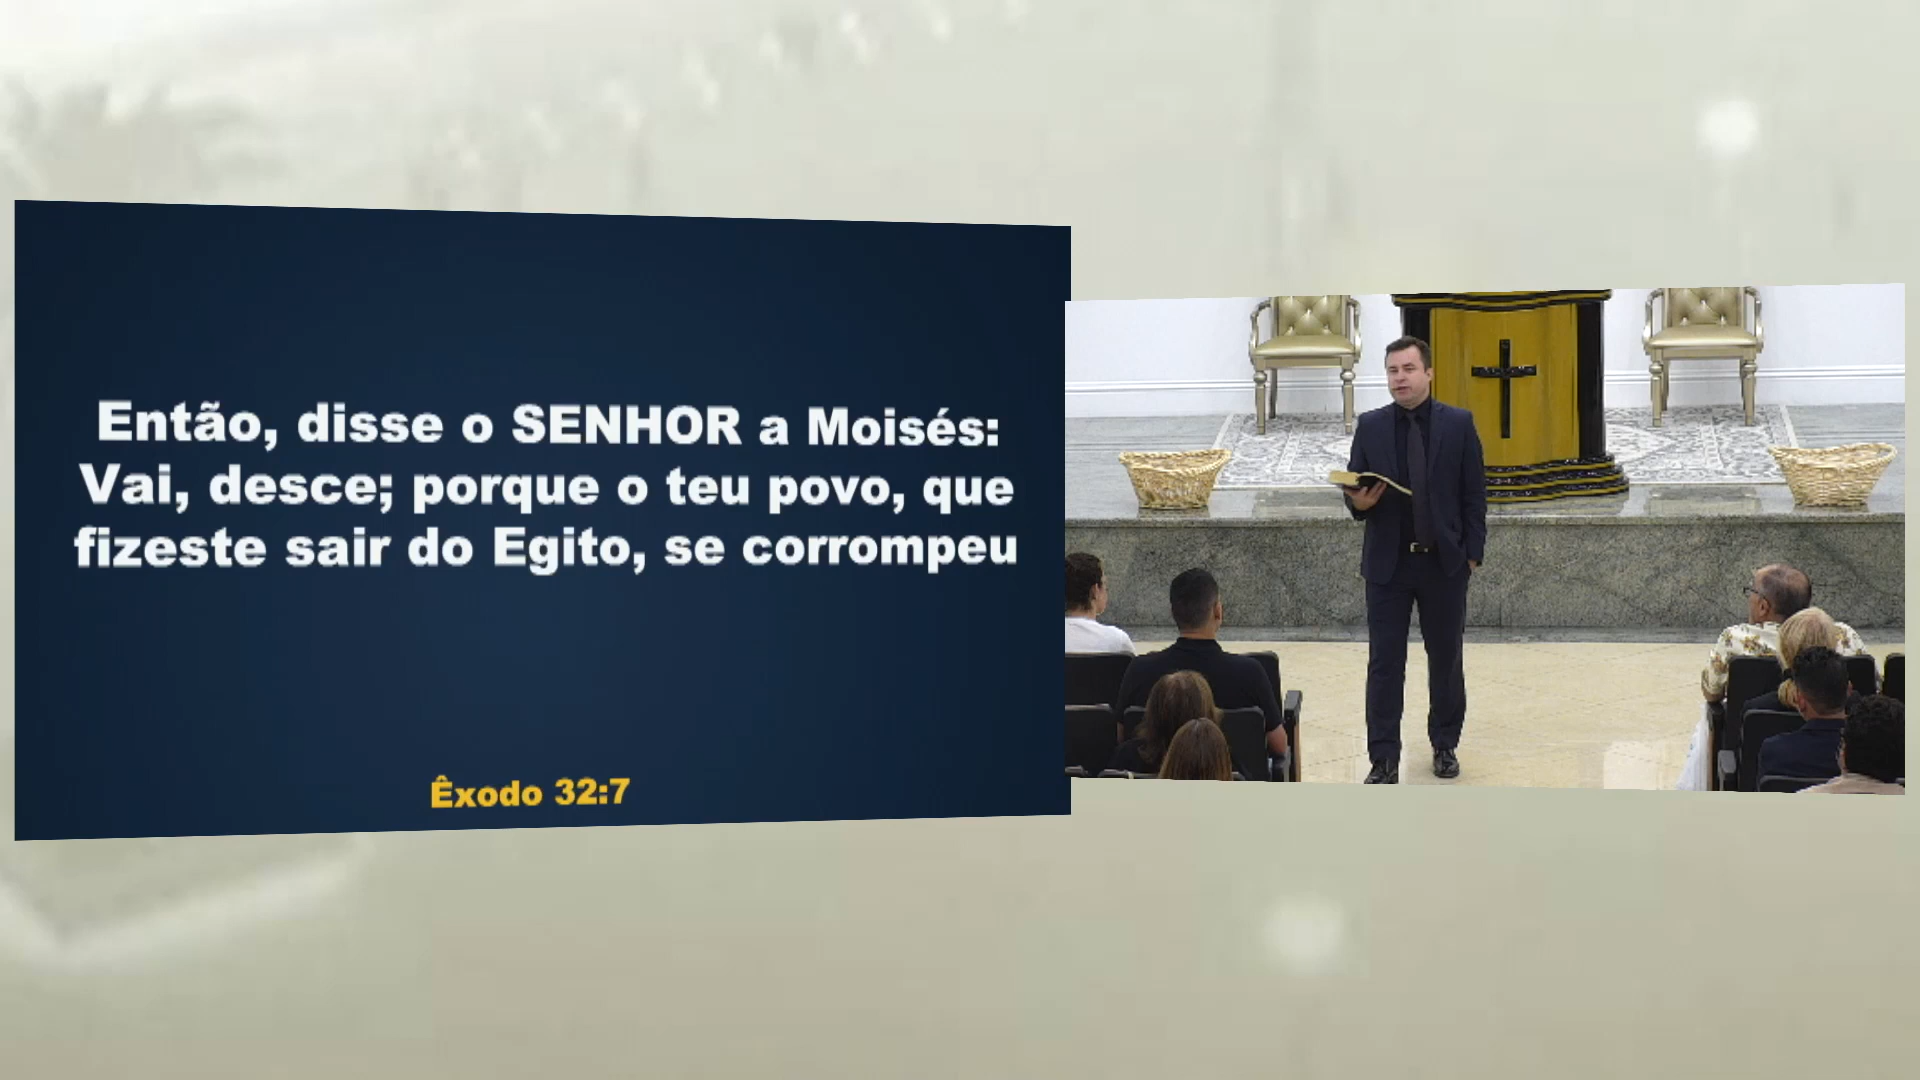 Então, disse o SENHOR a Moisés:
Vai, desce; porque o teu povo, que
fizeste sair do Egito, se corrompeu
Êxodo 32:7